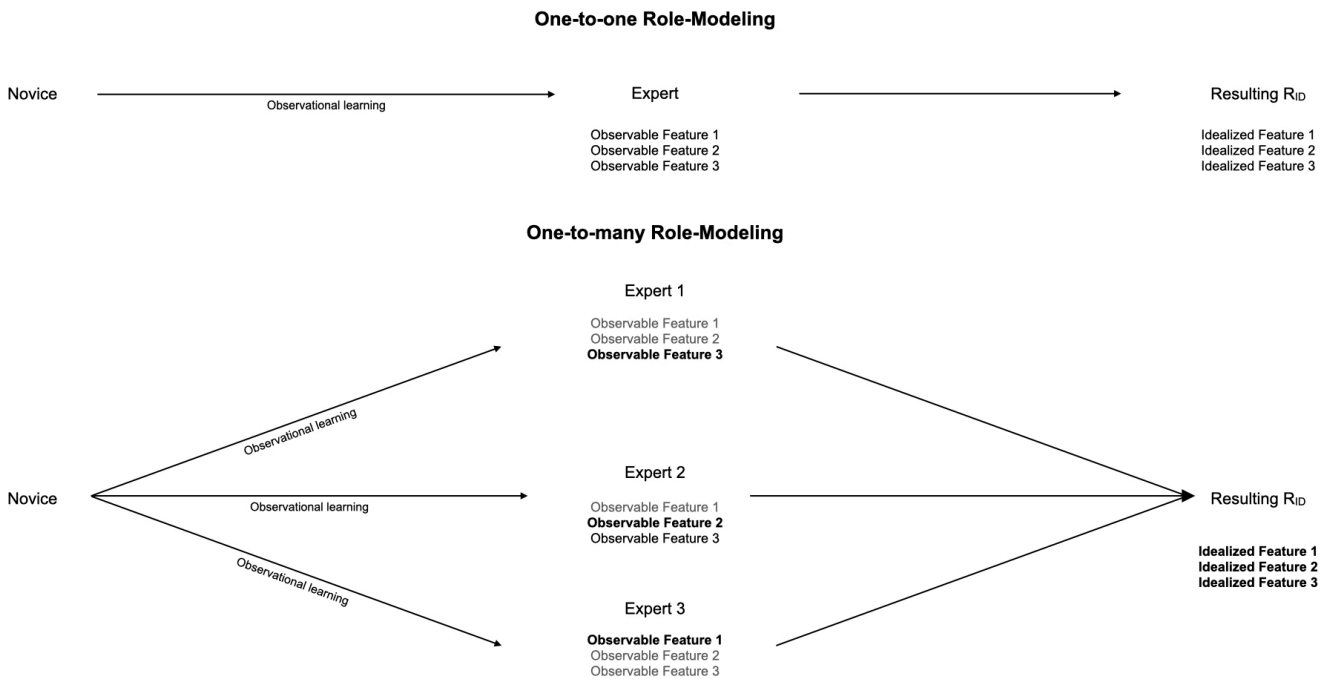 One-to-one Role-Modeling
Novice
Observational learning
Expert
Resulting R_ID
Observable Feature 1
Observable Feature 2
Observable Feature 3
Idealized Feature 1
Idealized Feature 2
Idealized Feature 3
One-to-many Role-Modeling
Expert 1
Observable Feature 1
Observable Feature 2
Observable Feature 3
Observational learning
Novice
Observational learning
Expert 2
Observable Feature 1
Observable Feature 2
Observable Feature 3
Resulting R_ID
Idealized Feature 1
Idealized Feature 2
Idealized Feature 3
Observational learning
Expert 3
Observable Feature 1
Observable Feature 2
Observable Feature 3